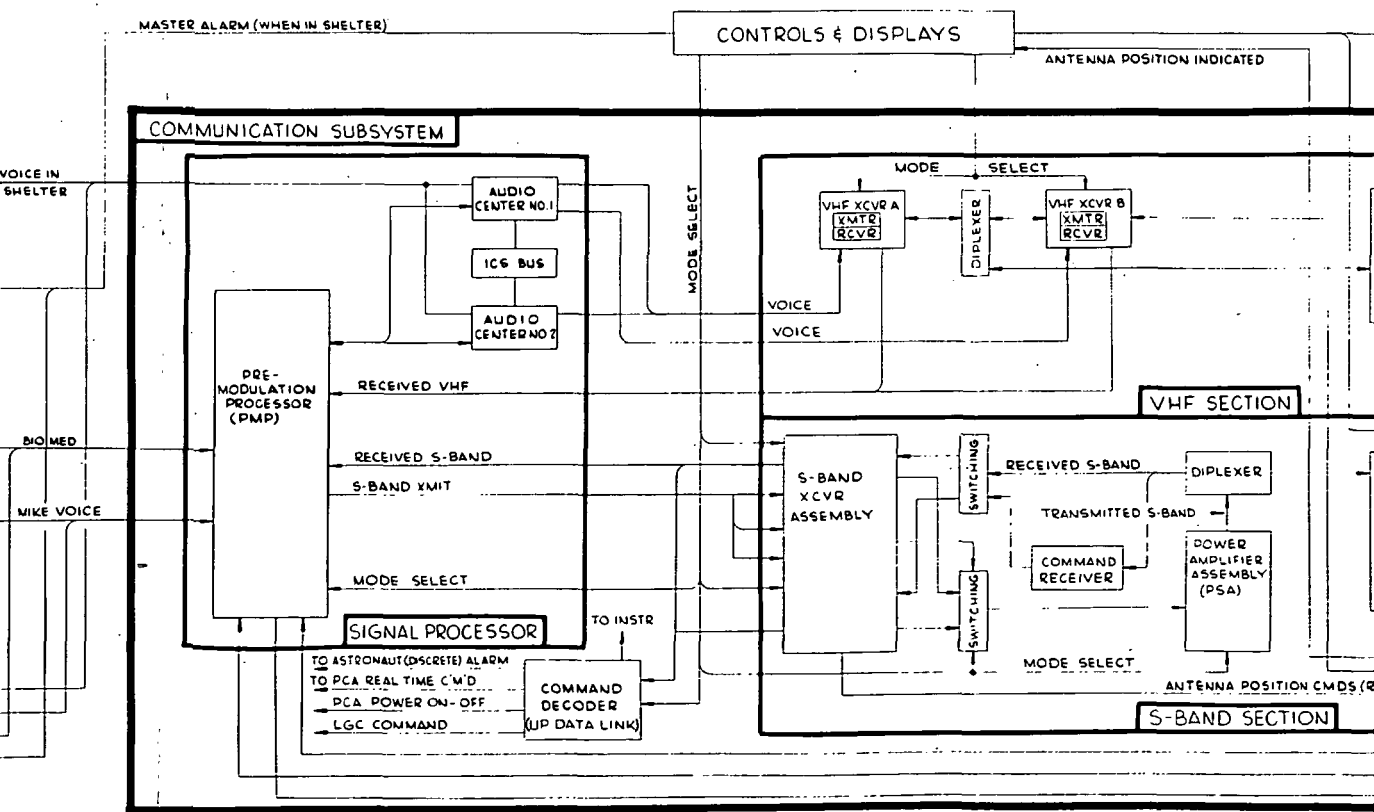 MASTER ALARM (WHEN IN SHELTER)
CONTROLS & DISPLAYS
ANTENNA POSITION INDICATED
COMMUNICATION SUBSYSTEM
VOICE IN
SHELTER
AUDIO
CENTER NO.1
ICS BUS
AUDIO
CENTER NO2
PRE-
MODULATION
PROCESSOR
(PMP)
RECEIVED VHF
BIO MED
RECEIVED S-BAND
S-BAND XMIT
MIKE VOICE
MODE SELECT
SIGNAL PROCESSOR
MODE SELECT
MODE SELECT
VHF XCVR A
XMTR
RCVR
DIPLEXER
VHF XCVR B
XMTR
RCVR
VOICE
VOICE
VHF SECTION
S-BAND
XCVR
ASSEMBLY
SWITCHING
RECEIVED S-BAND
DIPLEXER
TRANSMITTED S-BAND
COMMAND
RECEIVER
POWER
AMPLIFIER
ASSEMBLY
(PSA)
SWITCHING
MODE SELECT
ANTENNA POSITION CMDS (R
S-BAND SECTION
TO INSTR
TO ASTRONAUT(DISCRETE) ALARM
TO PCA REAL TIME C'M'D
PCA POWER ON-OFF
LGC COMMAND
COMMAND
DECODER
(UP DATA LINK)